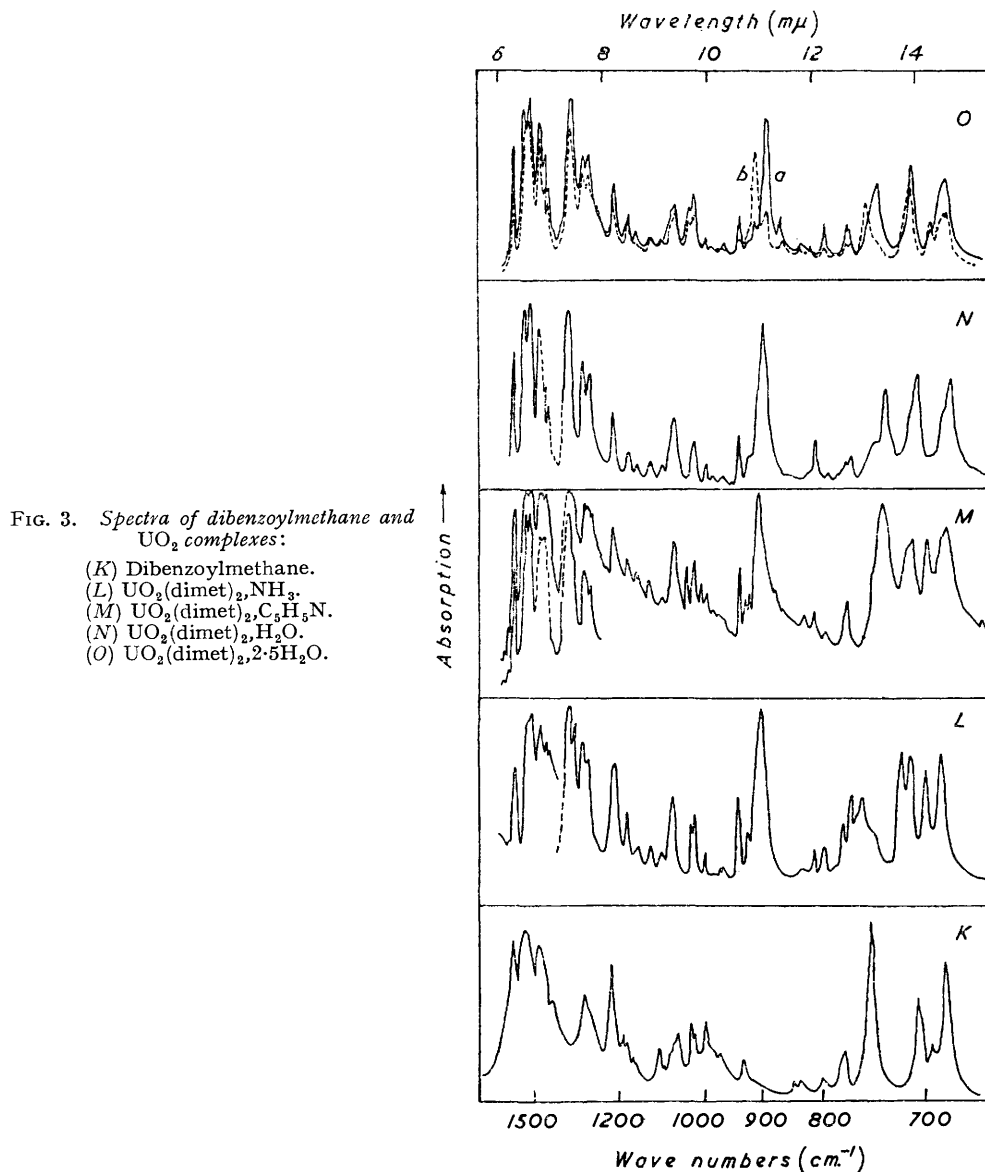 Wavelength (mμ)
6 8 10 12 14
O
b a
N
M
L
K
Absorption
1500 1200 1000 900 800 700
Wave numbers (cm.⁻¹)
FIG. 3. Spectra of dibenzoylmethane and
UO₂ complexes:
(K) Dibenzoylmethane.
(L) UO₂(dimet)₂,NH₃.
(M) UO₂(dimet)₂,C₅H₅N.
(N) UO₂(dimet)₂,H₂O.
(O) UO₂(dimet)₂,2·5H₂O.